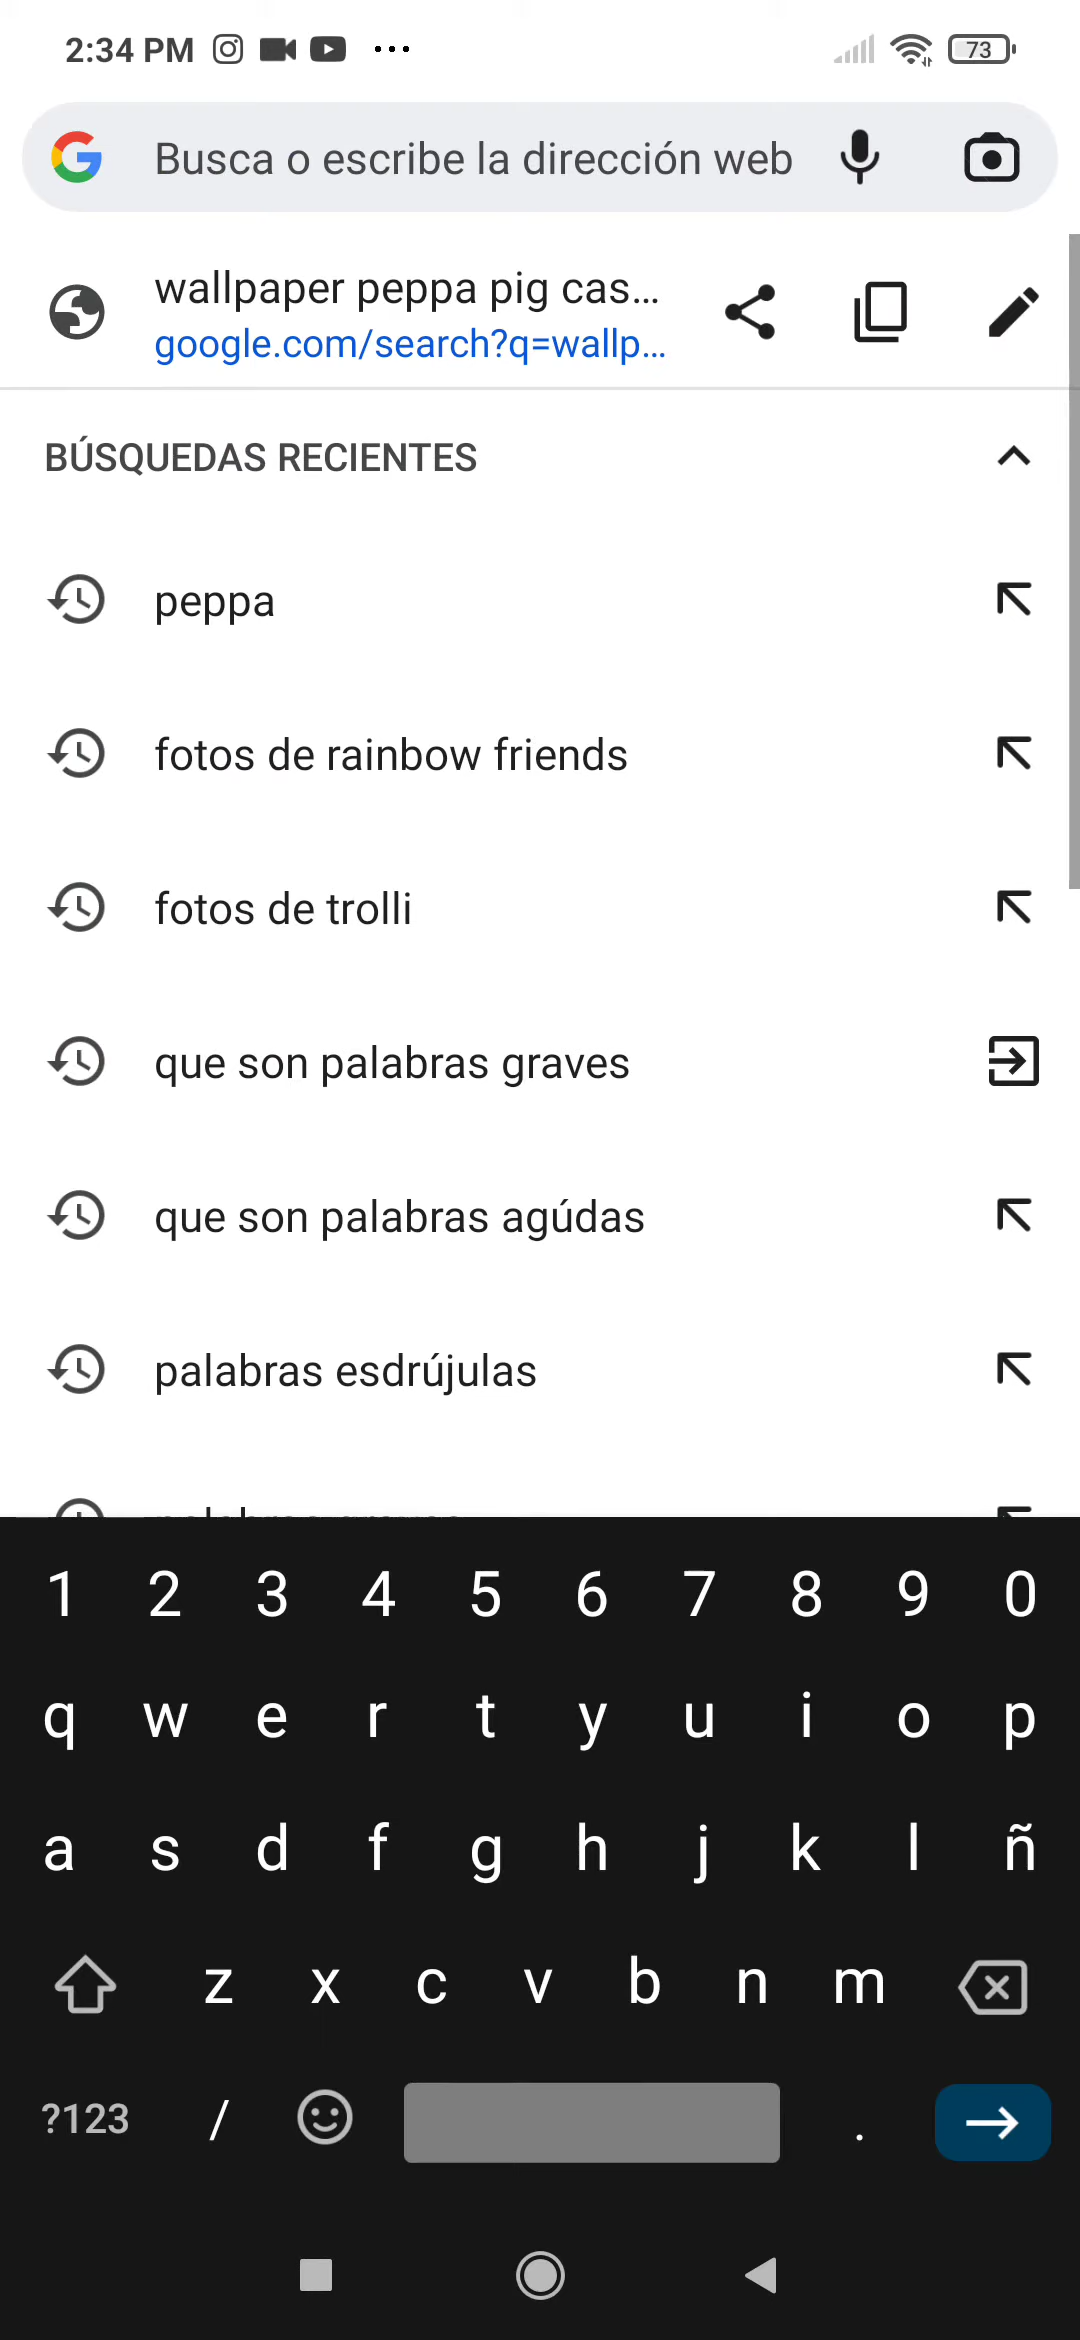 2:34 PM
73
Busca o escribe la dirección web
wallpaper peppa pig cas...
google.com/search?q=wallp...
BÚSQUEDAS RECIENTES
peppa
fotos de rainbow friends
fotos de trolli
que son palabras graves
que son palabras agúdas
palabras esdrújulas
1 2 3 4 5 6 7 8 9 0
q w e r t y u i o p
a s d f g h j k l ñ
z x c v b n m
?123 / .